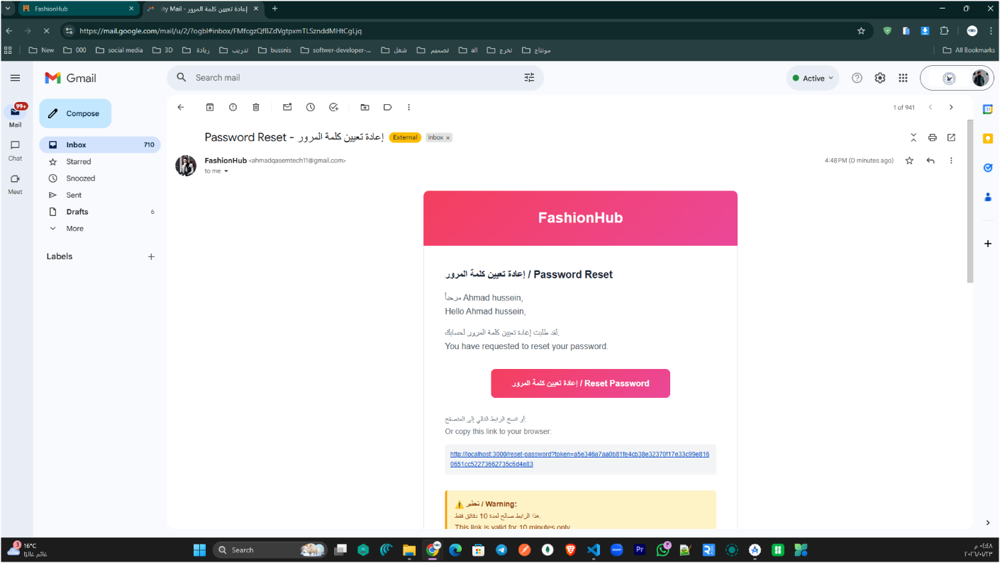 FashionHub
ity Mail - إعادة تعيين كلمة المرور
https://mail.google.com/mail/u/2/?ogbl#inbox/FMfcgzQfBZdVgtpxmTLSznddMHtCgLjq
New
000
social media
3D
ريادة
تدريب
bussnis
softwer-developer-...
شغل
تصميم
all
تخرج
مونتاج
All Bookmarks
Gmail
Search mail
Active
99+
Mail
Chat
Meet
Compose
Inbox 710
Starred
Snoozed
Sent
Drafts 6
More
Labels
1 of 941
Password Reset - إعادة تعيين كلمة المرور External Inbox x
FashionHub <ahmadqasemtech11@gmail.com>
4:48 PM (0 minutes ago)
to me
FashionHub
إعادة تعيين كلمة المرور / Password Reset
مرحباً Ahmad hussein,
Hello Ahmad hussein,
لقد طلبت إعادة تعيين كلمة المرور لحسابك.
You have requested to reset your password.
إعادة تعيين كلمة المرور / Reset Password
أو انسخ الرابط التالي إلى المتصفح:
Or copy this link to your browser:
http://localhost:3000/reset-password?token=a5e346a7aa0b81fe4cb38e32370f17e33c99e816
0651cc52273662735c6d4e83
⚠️ تحذير / Warning:
هذا الرابط صالح لمدة 10 دقائق فقط.
This link is valid for 10 minutes only.
3
16°C
غائم غالبًا
Search
zoom
Pr
٠٤:٤٨ م
٢٠٢٦/٠١/٢٣